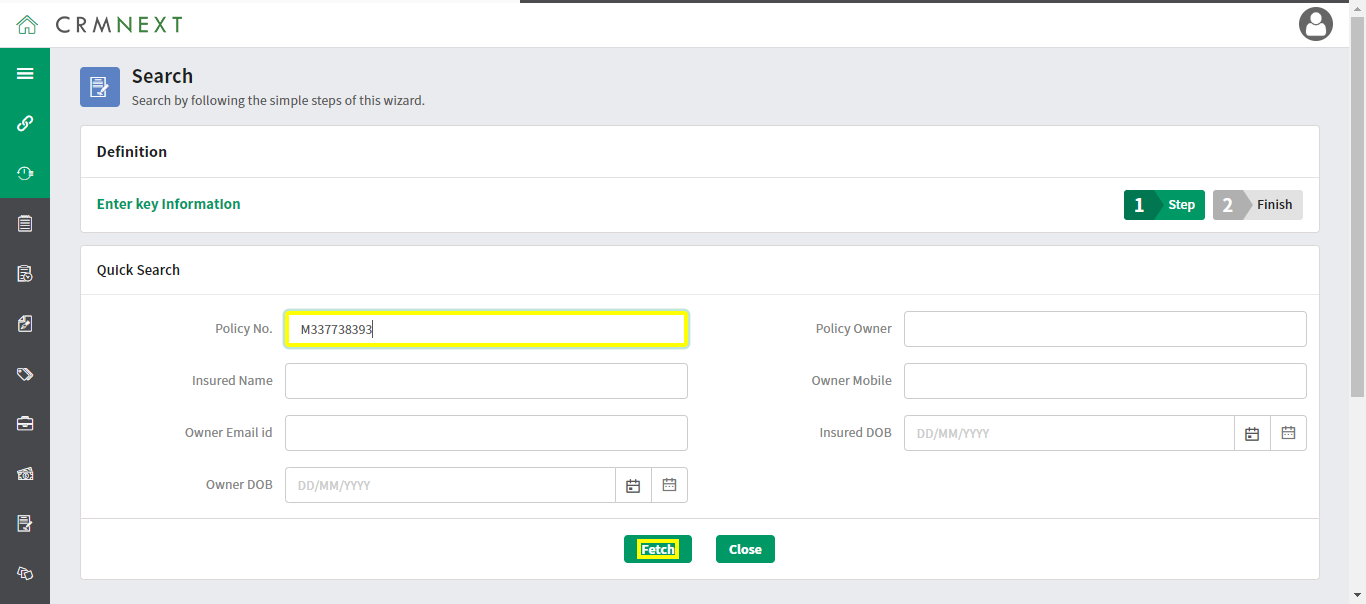 CRMNEXT
Search
Search by following the simple steps of this wizard.
Definition
Enter key Information
1 Step 2 Finish
Quick Search
Policy No. M337738393 Policy Owner
Insured Name Owner Mobile
Owner Email id Insured DOB DD/MM/YYYY
Owner DOB DD/MM/YYYY
Fetch Close